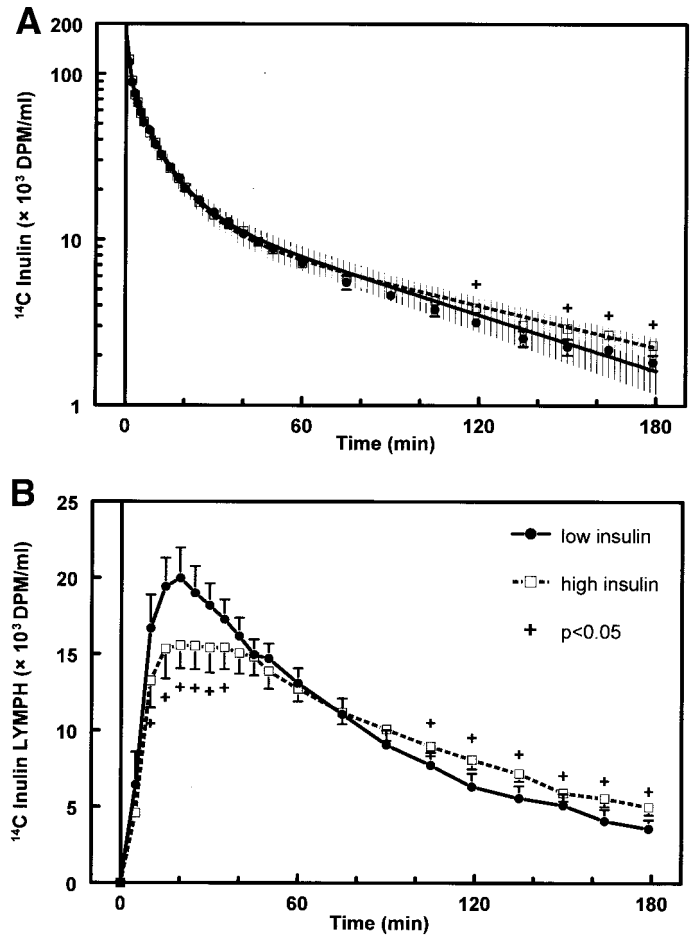 A
200
100
10
1
¹⁴C Inulin (× 10³ DPM/ml)
0 60 120 180
Time (min)
B
25
20
15
10
5
0
¹⁴C Inulin LYMPH (× 10³ DPM/ml)
low insulin
high insulin
+ p<0.05
0 60 120 180
Time (min)